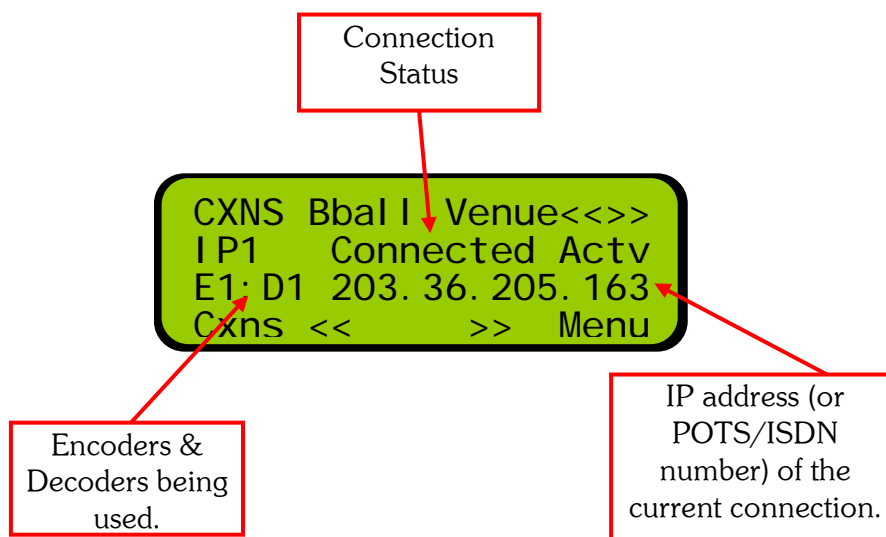 Connection
Status
CXNS Bball Venue<<>>
IP1 Connected Actv
E1:D1 203.36.205.163
Cxns << >> Menu
Encoders &
Decoders being
used.
IP address (or
POTS/ISDN
number) of the
current connection.